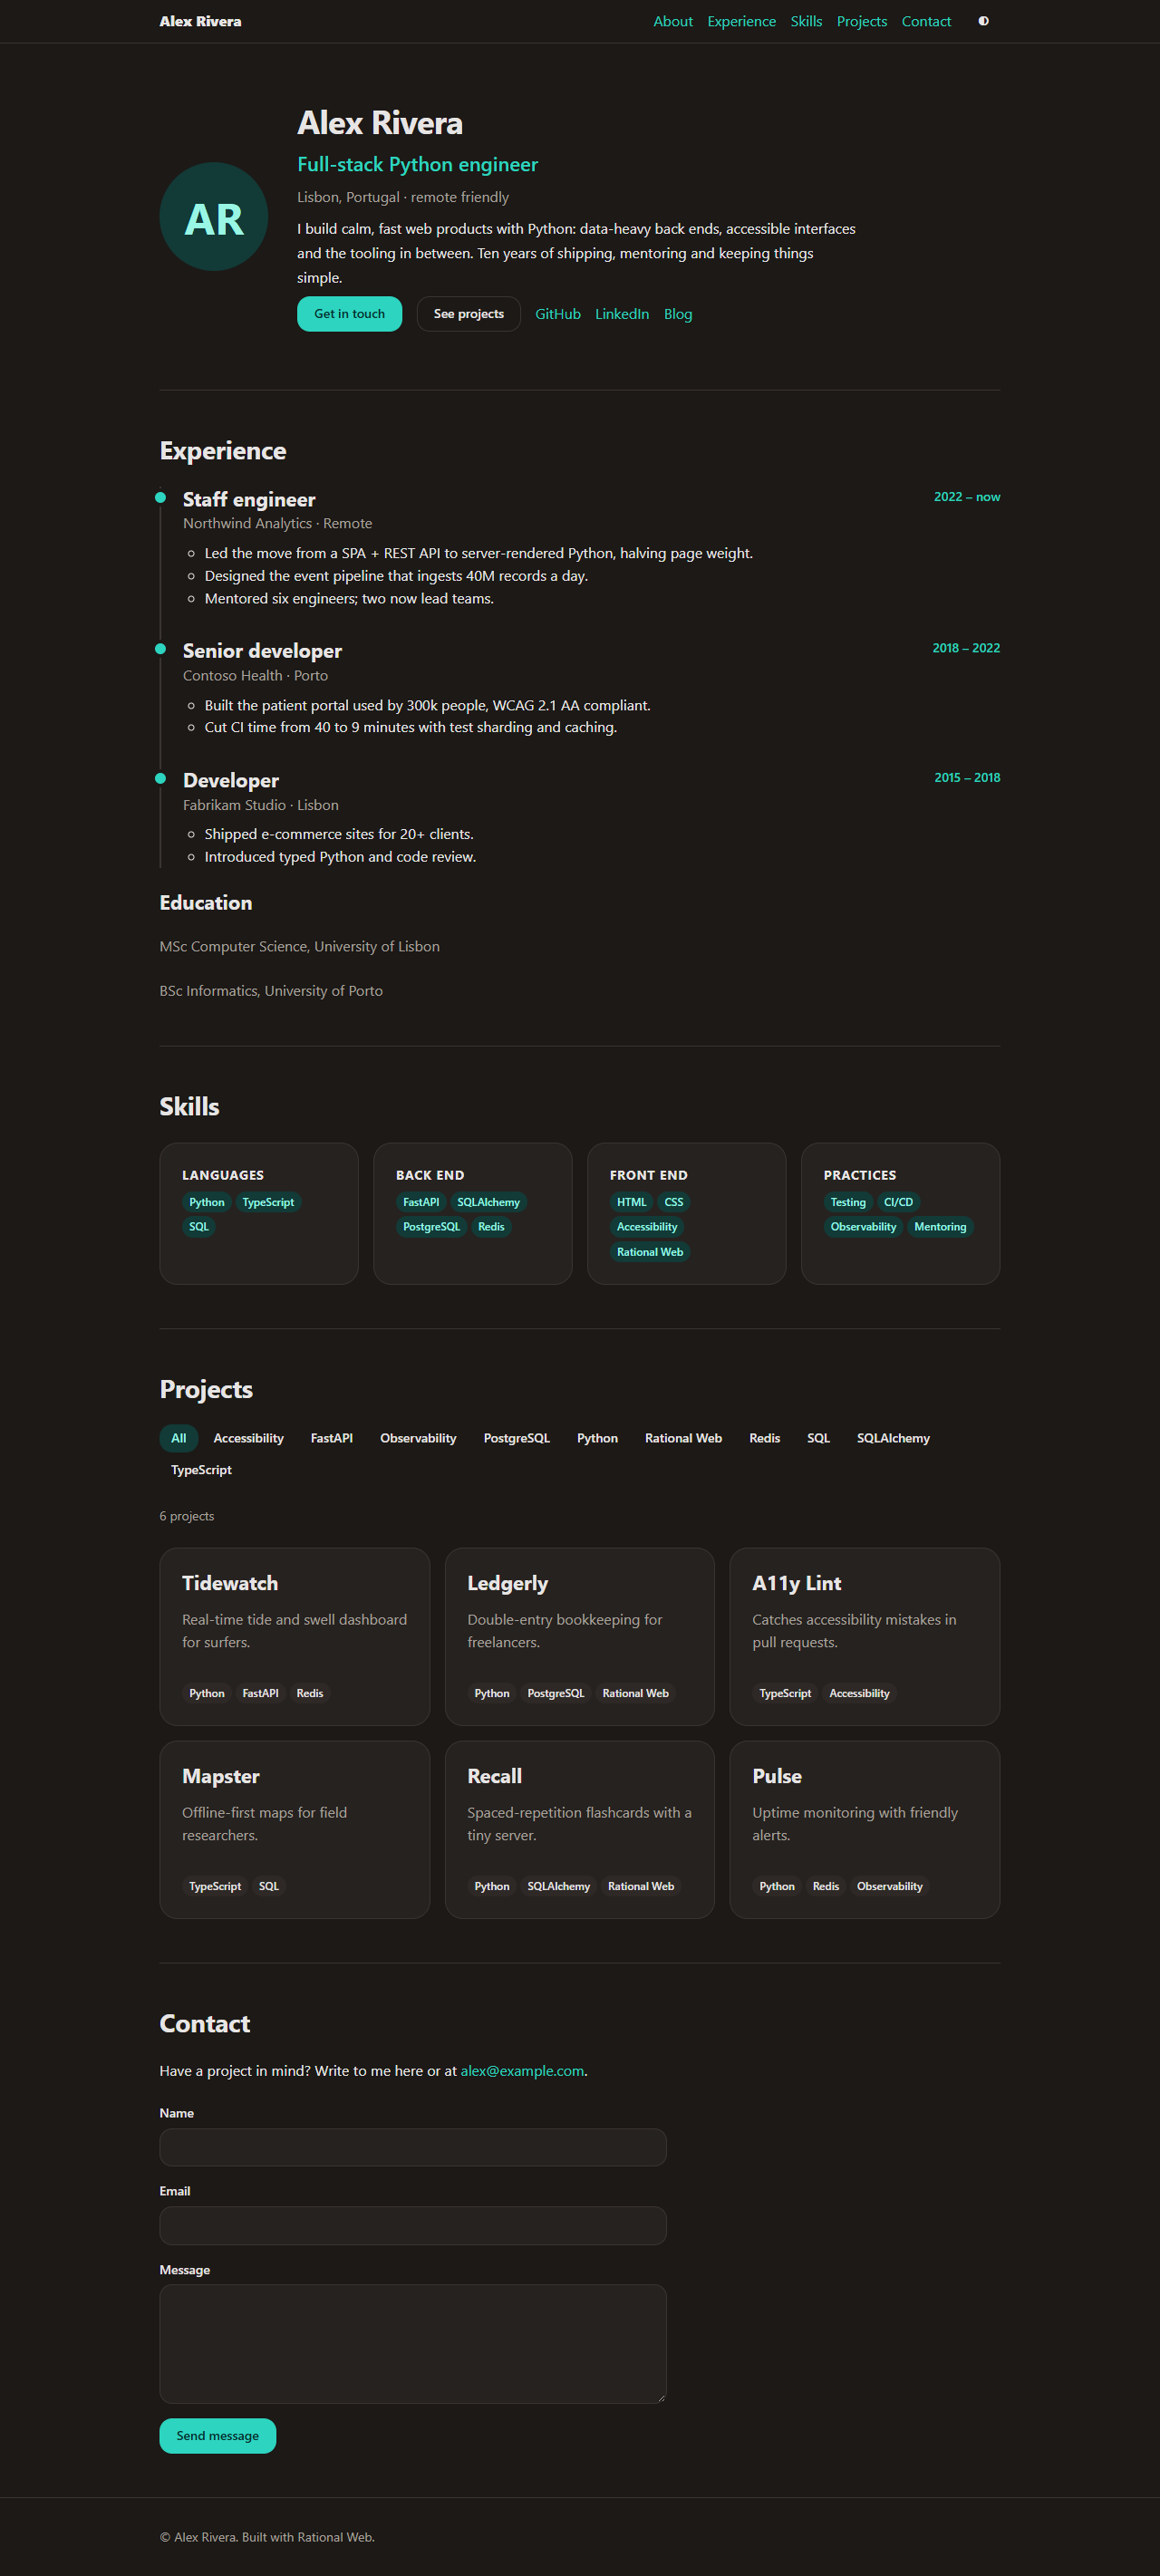 Alex Rivera
About Experience Skills Projects Contact
AR
Alex Rivera
Full-stack Python engineer
Lisbon, Portugal · remote friendly
I build calm, fast web products with Python: data-heavy back ends, accessible interfaces
and the tooling in between. Ten years of shipping, mentoring and keeping things
simple.
Get in touch See projects GitHub LinkedIn Blog
Experience
Staff engineer 2022 – now
Northwind Analytics · Remote
Led the move from a SPA + REST API to server-rendered Python, halving page weight.
Designed the event pipeline that ingests 40M records a day.
Mentored six engineers; two now lead teams.
Senior developer 2018 – 2022
Contoso Health · Porto
Built the patient portal used by 300k people, WCAG 2.1 AA compliant.
Cut CI time from 40 to 9 minutes with test sharding and caching.
Developer 2015 – 2018
Fabrikam Studio · Lisbon
Shipped e-commerce sites for 20+ clients.
Introduced typed Python and code review.
Education
MSc Computer Science, University of Lisbon
BSc Informatics, University of Porto
Skills
LANGUAGES
Python TypeScript
SQL
BACK END
FastAPI SQLAlchemy
PostgreSQL Redis
FRONT END
HTML CSS
Accessibility
Rational Web
PRACTICES
Testing CI/CD
Observability Mentoring
Projects
All Accessibility FastAPI Observability PostgreSQL Python Rational Web Redis SQL SQLAlchemy
TypeScript
6 projects
Tidewatch
Real-time tide and swell dashboard
for surfers.
Python FastAPI Redis
Ledgerly
Double-entry bookkeeping for
freelancers.
Python PostgreSQL Rational Web
A11y Lint
Catches accessibility mistakes in
pull requests.
TypeScript Accessibility
Mapster
Offline-first maps for field
researchers.
TypeScript SQL
Recall
Spaced-repetition flashcards with a
tiny server.
Python SQLAlchemy Rational Web
Pulse
Uptime monitoring with friendly
alerts.
Python Redis Observability
Contact
Have a project in mind? Write to me here or at alex@example.com.
Name
Email
Message
Send message
© Alex Rivera. Built with Rational Web.